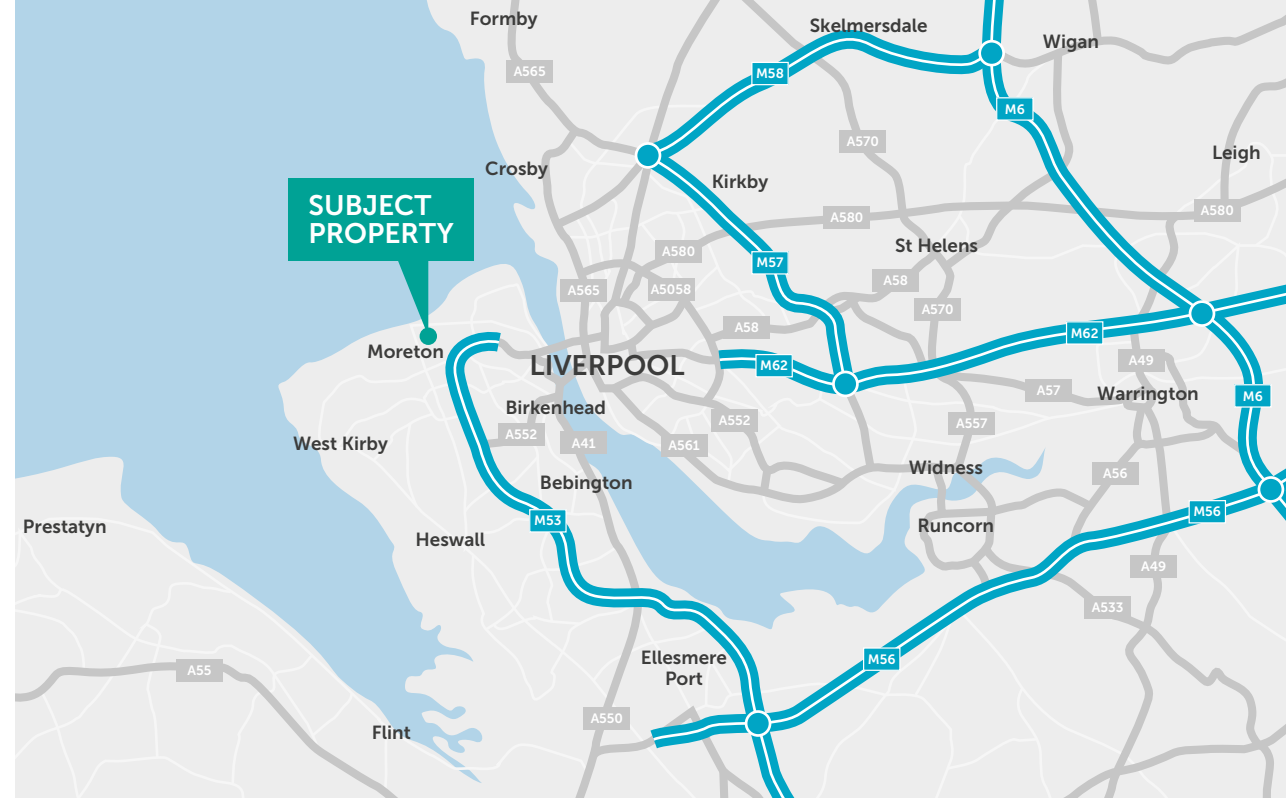 Formby
Skelmersdale
Wigan
A565
M58
M6
A570
Leigh
Crosby
Kirkby
SUBJECT
PROPERTY
A580
A580
St Helens
A580
M57
A58
A565
A5058
A570
A58
M62
Moreton
LIVERPOOL
M62
A49
A57
Warrington
M6
Birkenhead
A552
A557
A552
A41
A561
West Kirby
Widness
A56
Bebington
M53
M56
Prestatyn
Heswall
Runcorn
A49
A533
Ellesmere
Port
M56
A55
A550
Flint